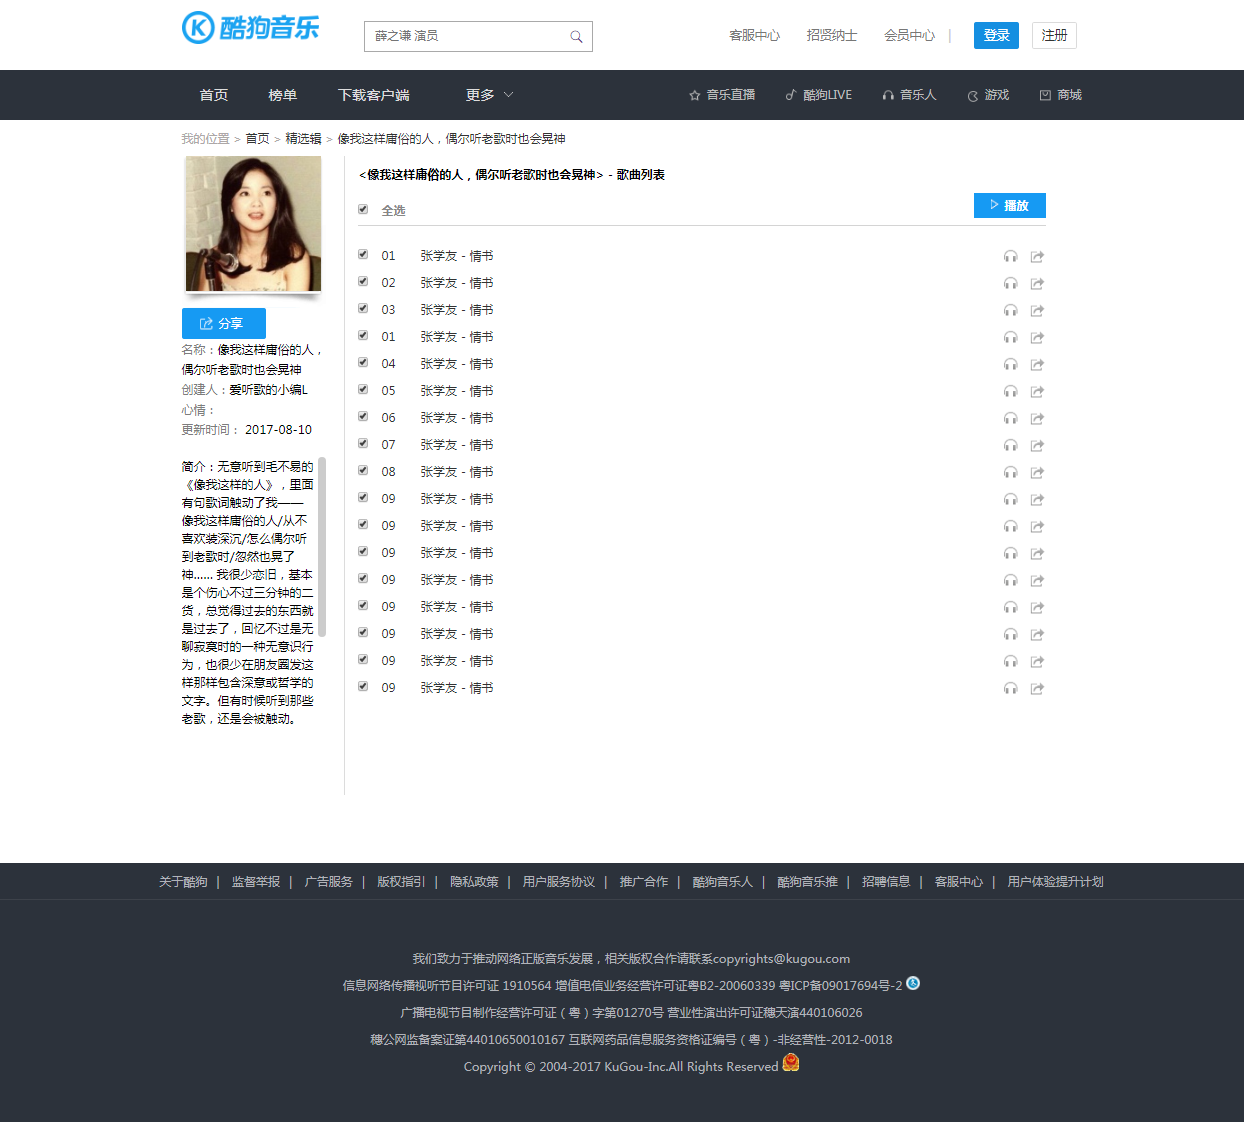 酷狗音乐
薛之谦 演员
客服中心 招贤纳士 会员中心 | 登录 注册
首页 榜单 下载客户端 更多 音乐直播 酷狗LIVE 音乐人 游戏 商城
我的位置 > 首页 > 精选辑 > 像我这样庸俗的人，偶尔听老歌时也会晃神
分享
名称：像我这样庸俗的人，
偶尔听老歌时也会晃神
创建人：爱听歌的小编L
心情：
更新时间： 2017-08-10
简介：无意听到毛不易的
《像我这样的人》，里面
有句歌词触动了我——
像我这样庸俗的人/从不
喜欢装深沉/怎么偶尔听
到老歌时/忽然也晃了
神...... 我很少恋旧，基本
是个伤心不过三分钟的二
货，总觉得过去的东西就
是过去了，回忆不过是无
聊寂寞时的一种无意识行
为，也很少在朋友圈发这
样那样包含深意或哲学的
文字。但有时候听到那些
老歌，还是会被触动。
<像我这样庸俗的人，偶尔听老歌时也会晃神> - 歌曲列表
全选 播放
01 张学友 - 情书
02 张学友 - 情书
03 张学友 - 情书
01 张学友 - 情书
04 张学友 - 情书
05 张学友 - 情书
06 张学友 - 情书
07 张学友 - 情书
08 张学友 - 情书
09 张学友 - 情书
09 张学友 - 情书
09 张学友 - 情书
09 张学友 - 情书
09 张学友 - 情书
09 张学友 - 情书
09 张学友 - 情书
09 张学友 - 情书
关于酷狗 | 监督举报 | 广告服务 | 版权指引 | 隐私政策 | 用户服务协议 | 推广合作 | 酷狗音乐人 | 酷狗音乐推 | 招聘信息 | 客服中心 | 用户体验提升计划
我们致力于推动网络正版音乐发展，相关版权合作请联系copyrights@kugou.com
信息网络传播视听节目许可证 1910564 增值电信业务经营许可证粤B2-20060339 粤ICP备09017694号-2
广播电视节目制作经营许可证（粤）字第01270号 营业性演出许可证穗天演440106026
穗公网监备案证第44010650010167 互联网药品信息服务资格证编号（粤）-非经营性-2012-0018
Copyright © 2004-2017 KuGou-Inc.All Rights Reserved